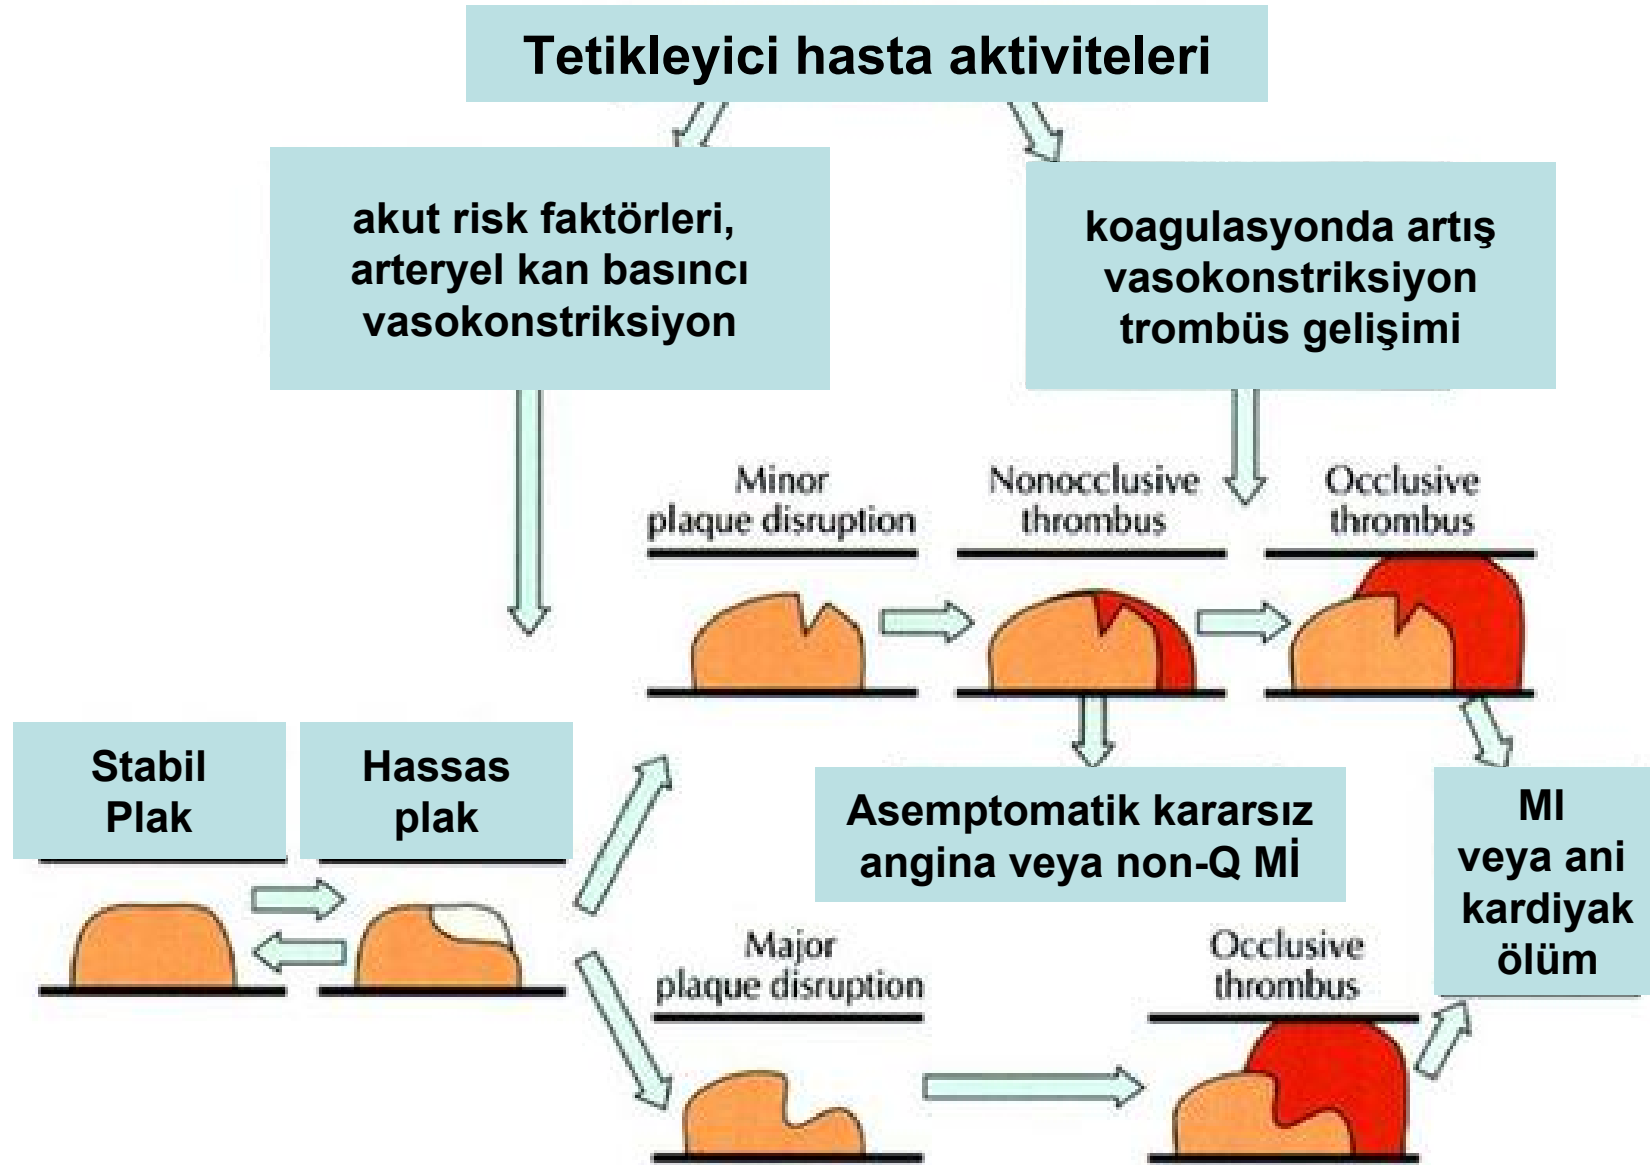 Tetikleyici hasta aktiviteleri
akut risk faktörleri,
arteryel kan basıncı
vasokonstriksiyon
koagulasyonda artış
vasokonstriksiyon
trombüs gelişimi
Minor
plaque disruption
Nonocclusive
thrombus
Occlusive
thrombus
Stabil
Plak
Hassas
plak
Asemptomatik kararsız
angina veya non-Q Mİ
MI
veya ani
kardiyak
ölüm
Major
plaque disruption
Occlusive
thrombus